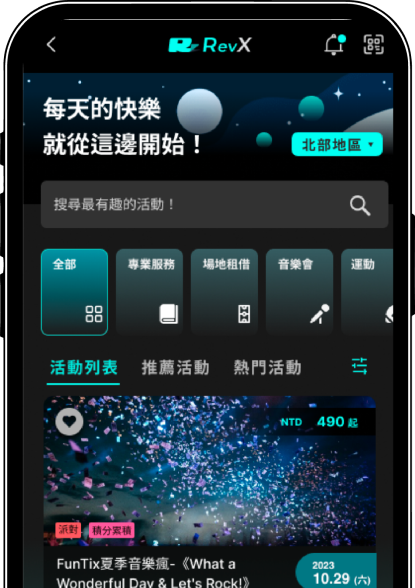 RevX
每天的快樂
就從這邊開始！
北部地區
搜尋最有趣的活動！
全部
專業服務
場地租借
音樂會
運動
活動列表
推薦活動
熱門活動
NTD 490 起
派對
積分累積
FunTix夏季音樂瘋-《What a
Wonderful Day & Let's Rock!》
2023
10.29 (六)